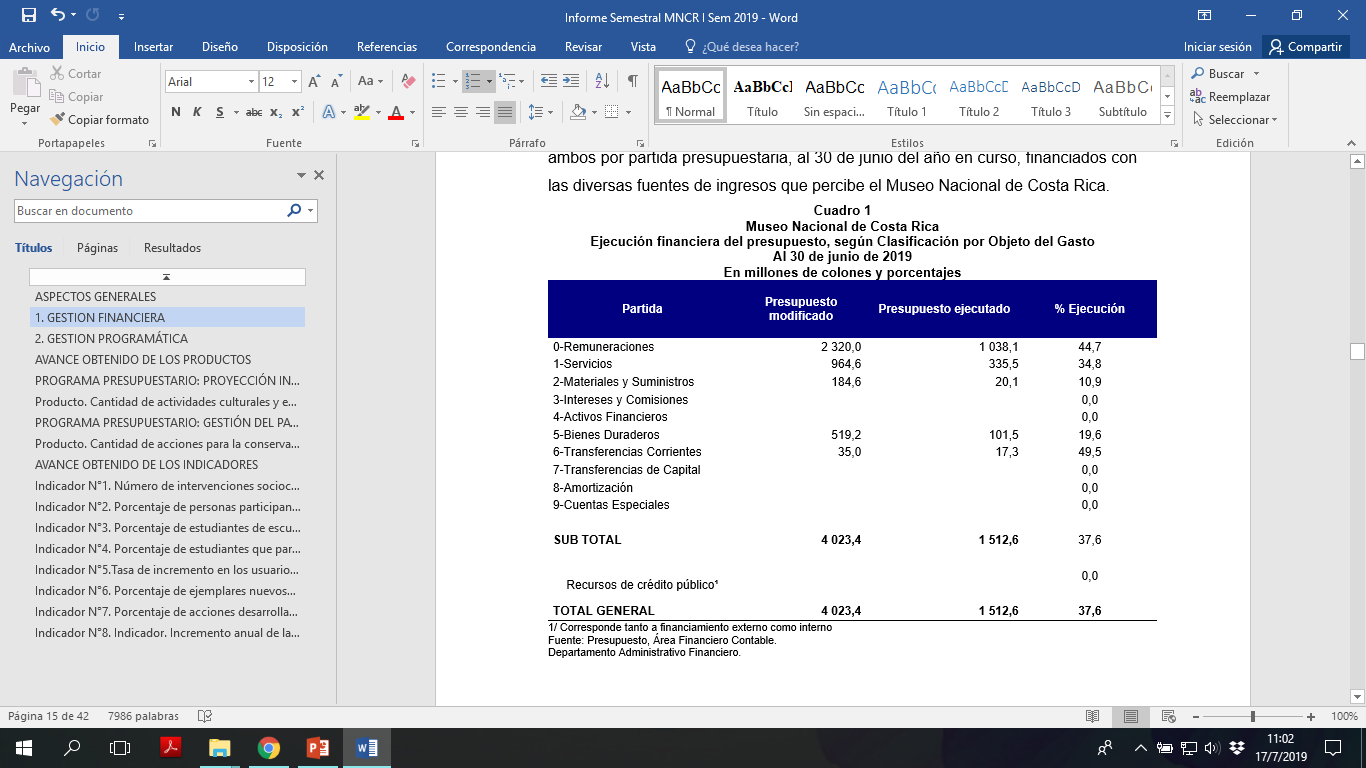 Informe Semestral MNCR I Sem 2019 - Word
Archivo Inicio Insertar Diseño Disposición Referencias Correspondencia Revisar Vista ¿Qué desea hacer? Iniciar sesión Compartir
Pegar
Cortar
Copiar
Copiar formato
Portapapeles
Arial 12
Aa
N K S abc x₂ x² A ab A
Fuente
Párrafo
AaBbCc AaBbCcI AaBbCc AaBbCc AaBbCcD AaBbCcD AaBbCc
¶ Normal Título Sin espaci... Título 1 Título 2 Título 3 Subtítulo
Estilos
Buscar
Reemplazar
Seleccionar
Edición
Navegación
Buscar en documento
Títulos Páginas Resultados
ASPECTOS GENERALES
1. GESTION FINANCIERA
2. GESTION PROGRAMÁTICA
AVANCE OBTENIDO DE LOS PRODUCTOS
PROGRAMA PRESUPUESTARIO: PROYECCIÓN IN...
Producto. Cantidad de actividades culturales y e...
PROGRAMA PRESUPUESTARIO: GESTIÓN DEL PA...
Producto. Cantidad de acciones para la conserva...
AVANCE OBTENIDO DE LOS INDICADORES
Indicador N°1. Número de intervenciones socioc...
Indicador N°2. Porcentaje de personas participan...
Indicador N°3. Porcentaje de estudiantes de escu...
Indicador N°4. Porcentaje de estudiantes que par...
Indicador N°5.Tasa de incremento en los usuario...
Indicador N°6. Porcentaje de ejemplares nuevos...
Indicador N°7. Porcentaje de acciones desarrolla...
Indicador N°8. Indicador. Incremento anual de la...
ambos por partida presupuestaria, al 30 de junio del año en curso, financiados con
las diversas fuentes de ingresos que percibe el Museo Nacional de Costa Rica.
Cuadro 1
Museo Nacional de Costa Rica
Ejecución financiera del presupuesto, según Clasificación por Objeto del Gasto
Al 30 de junio de 2019
En millones de colones y porcentajes
Partida Presupuesto modificado Presupuesto ejecutado % Ejecución
0-Remuneraciones 2 320,0 1 038,1 44,7
1-Servicios 964,6 335,5 34,8
2-Materiales y Suministros 184,6 20,1 10,9
3-Intereses y Comisiones 0,0
4-Activos Financieros 0,0
5-Bienes Duraderos 519,2 101,5 19,6
6-Transferencias Corrientes 35,0 17,3 49,5
7-Transferencias de Capital 0,0
8-Amortización 0,0
9-Cuentas Especiales 0,0
SUB TOTAL 4 023,4 1 512,6 37,6
Recursos de crédito público¹ 0,0
TOTAL GENERAL 4 023,4 1 512,6 37,6
1/ Corresponde tanto a financiamiento externo como interno
Fuente: Presupuesto, Área Financiero Contable.
Departamento Administrativo Financiero.
Página 15 de 42 7986 palabras 100%
11:02
17/7/2019